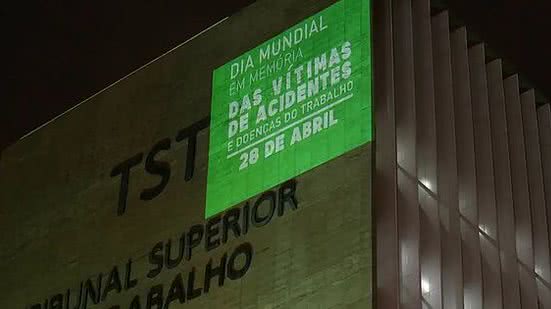 DIA MUNDIAL
EM MEMÓRIA
DAS VÍTIMAS
DE ACIDENTES
E DOENÇAS DO TRABALHO
28 DE ABRIL
TST
TRIBUNAL SUPERIOR
TRABALHO